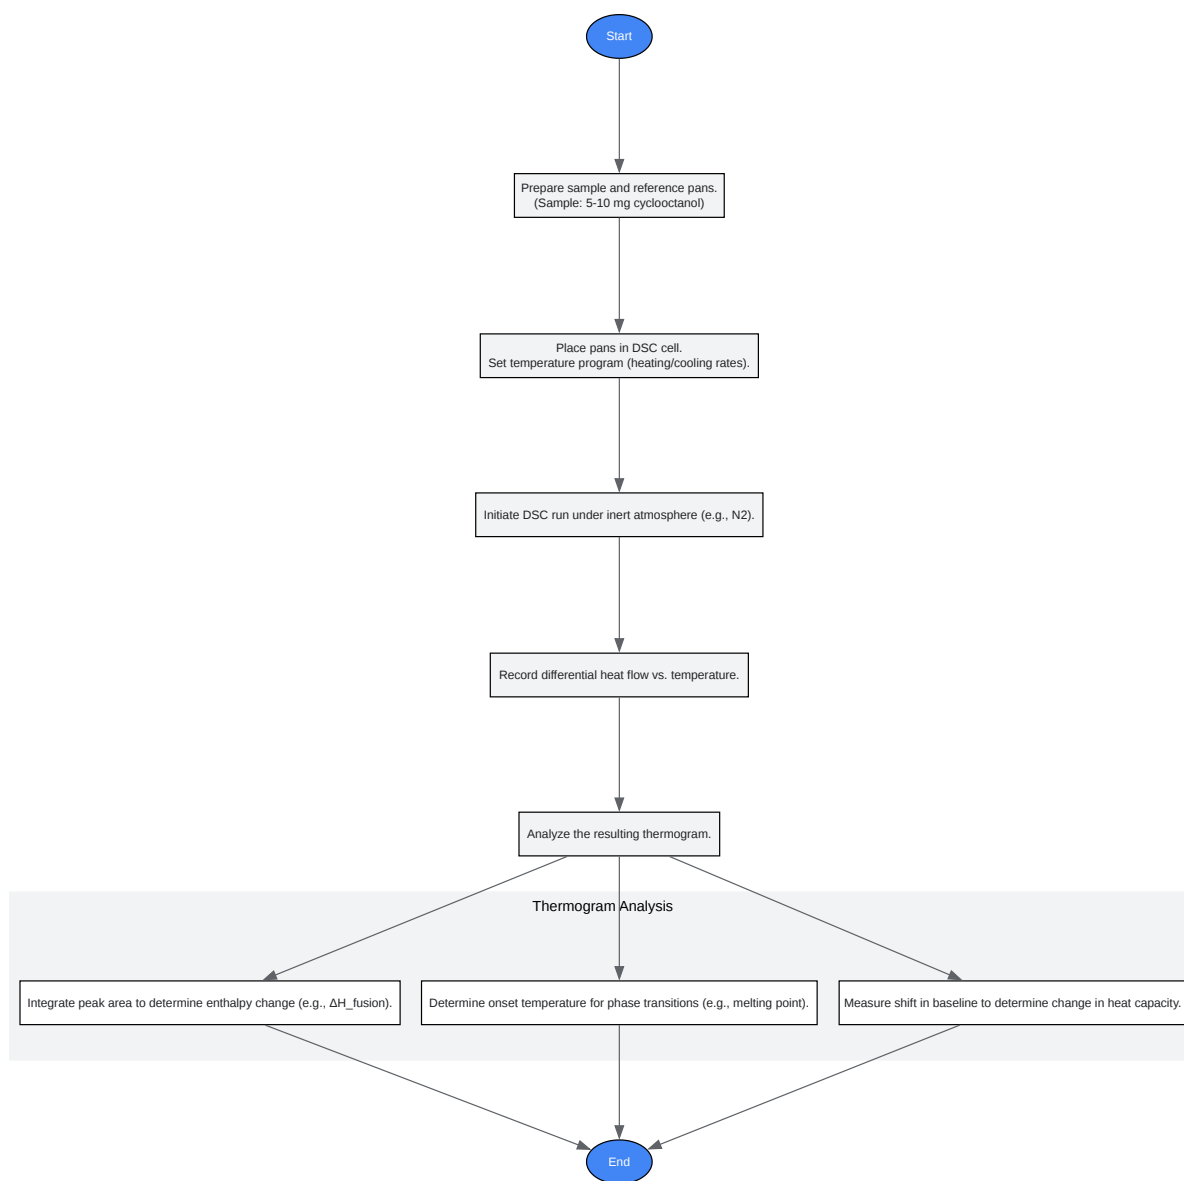 Start
Prepare sample and reference pans.
(Sample: 5-10 mg cyclooctanol)
Place pans in DSC cell.
Set temperature program (heating/cooling rates).
Initiate DSC run under inert atmosphere (e.g., N2).
Record differential heat flow vs. temperature.
Analyze the resulting thermogram.
Thermogram Analysis
Integrate peak area to determine enthalpy change (e.g., ΔH_fusion).
Determine onset temperature for phase transitions (e.g., melting point).
Measure shift in baseline to determine change in heat capacity.
End